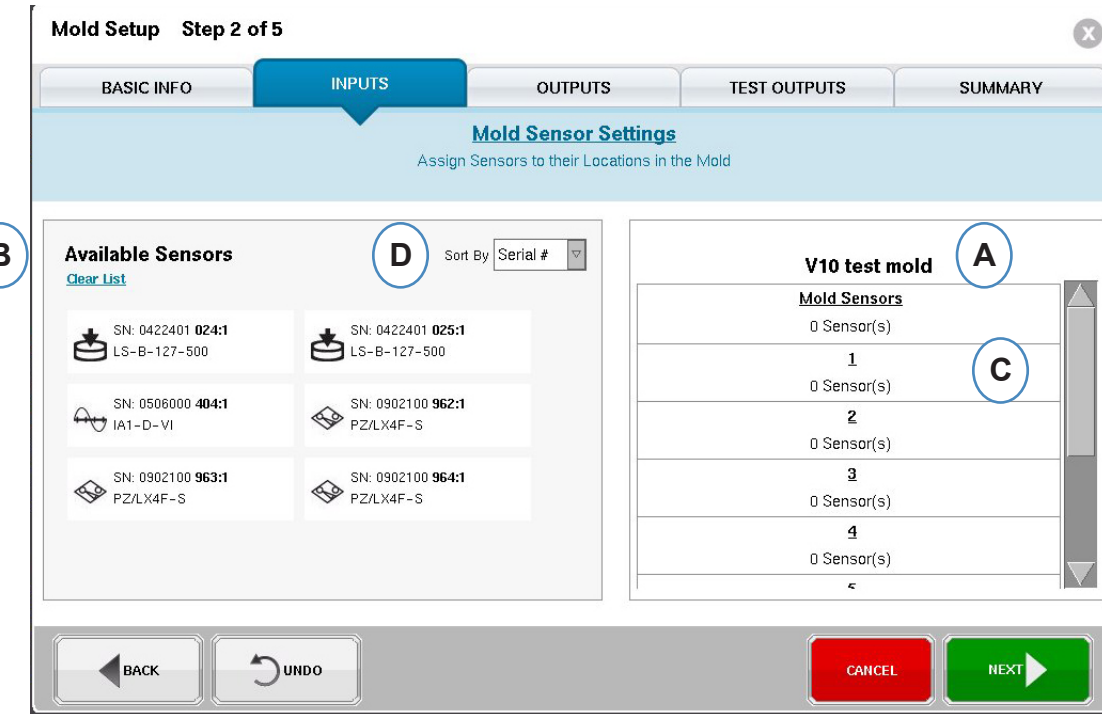 Mold Setup Step 2 of 5
X
BASIC INFO
INPUTS
OUTPUTS
TEST OUTPUTS
SUMMARY
Mold Sensor Settings
Assign Sensors to their Locations in the Mold
B
Available Sensors
Clear List
D
Sort By Serial #
SN: 0422401 024:1
LS-B-127-500
SN: 0422401 025:1
LS-B-127-500
SN: 0506000 404:1
IA1-D-VI
SN: 0902100 962:1
PZ/LX4F-S
SN: 0902100 963:1
PZ/LX4F-S
SN: 0902100 964:1
PZ/LX4F-S
V10 test mold
A
Mold Sensors
0 Sensor(s)
1
0 Sensor(s)
C
2
0 Sensor(s)
3
0 Sensor(s)
4
0 Sensor(s)
BACK
UNDO
CANCEL
NEXT